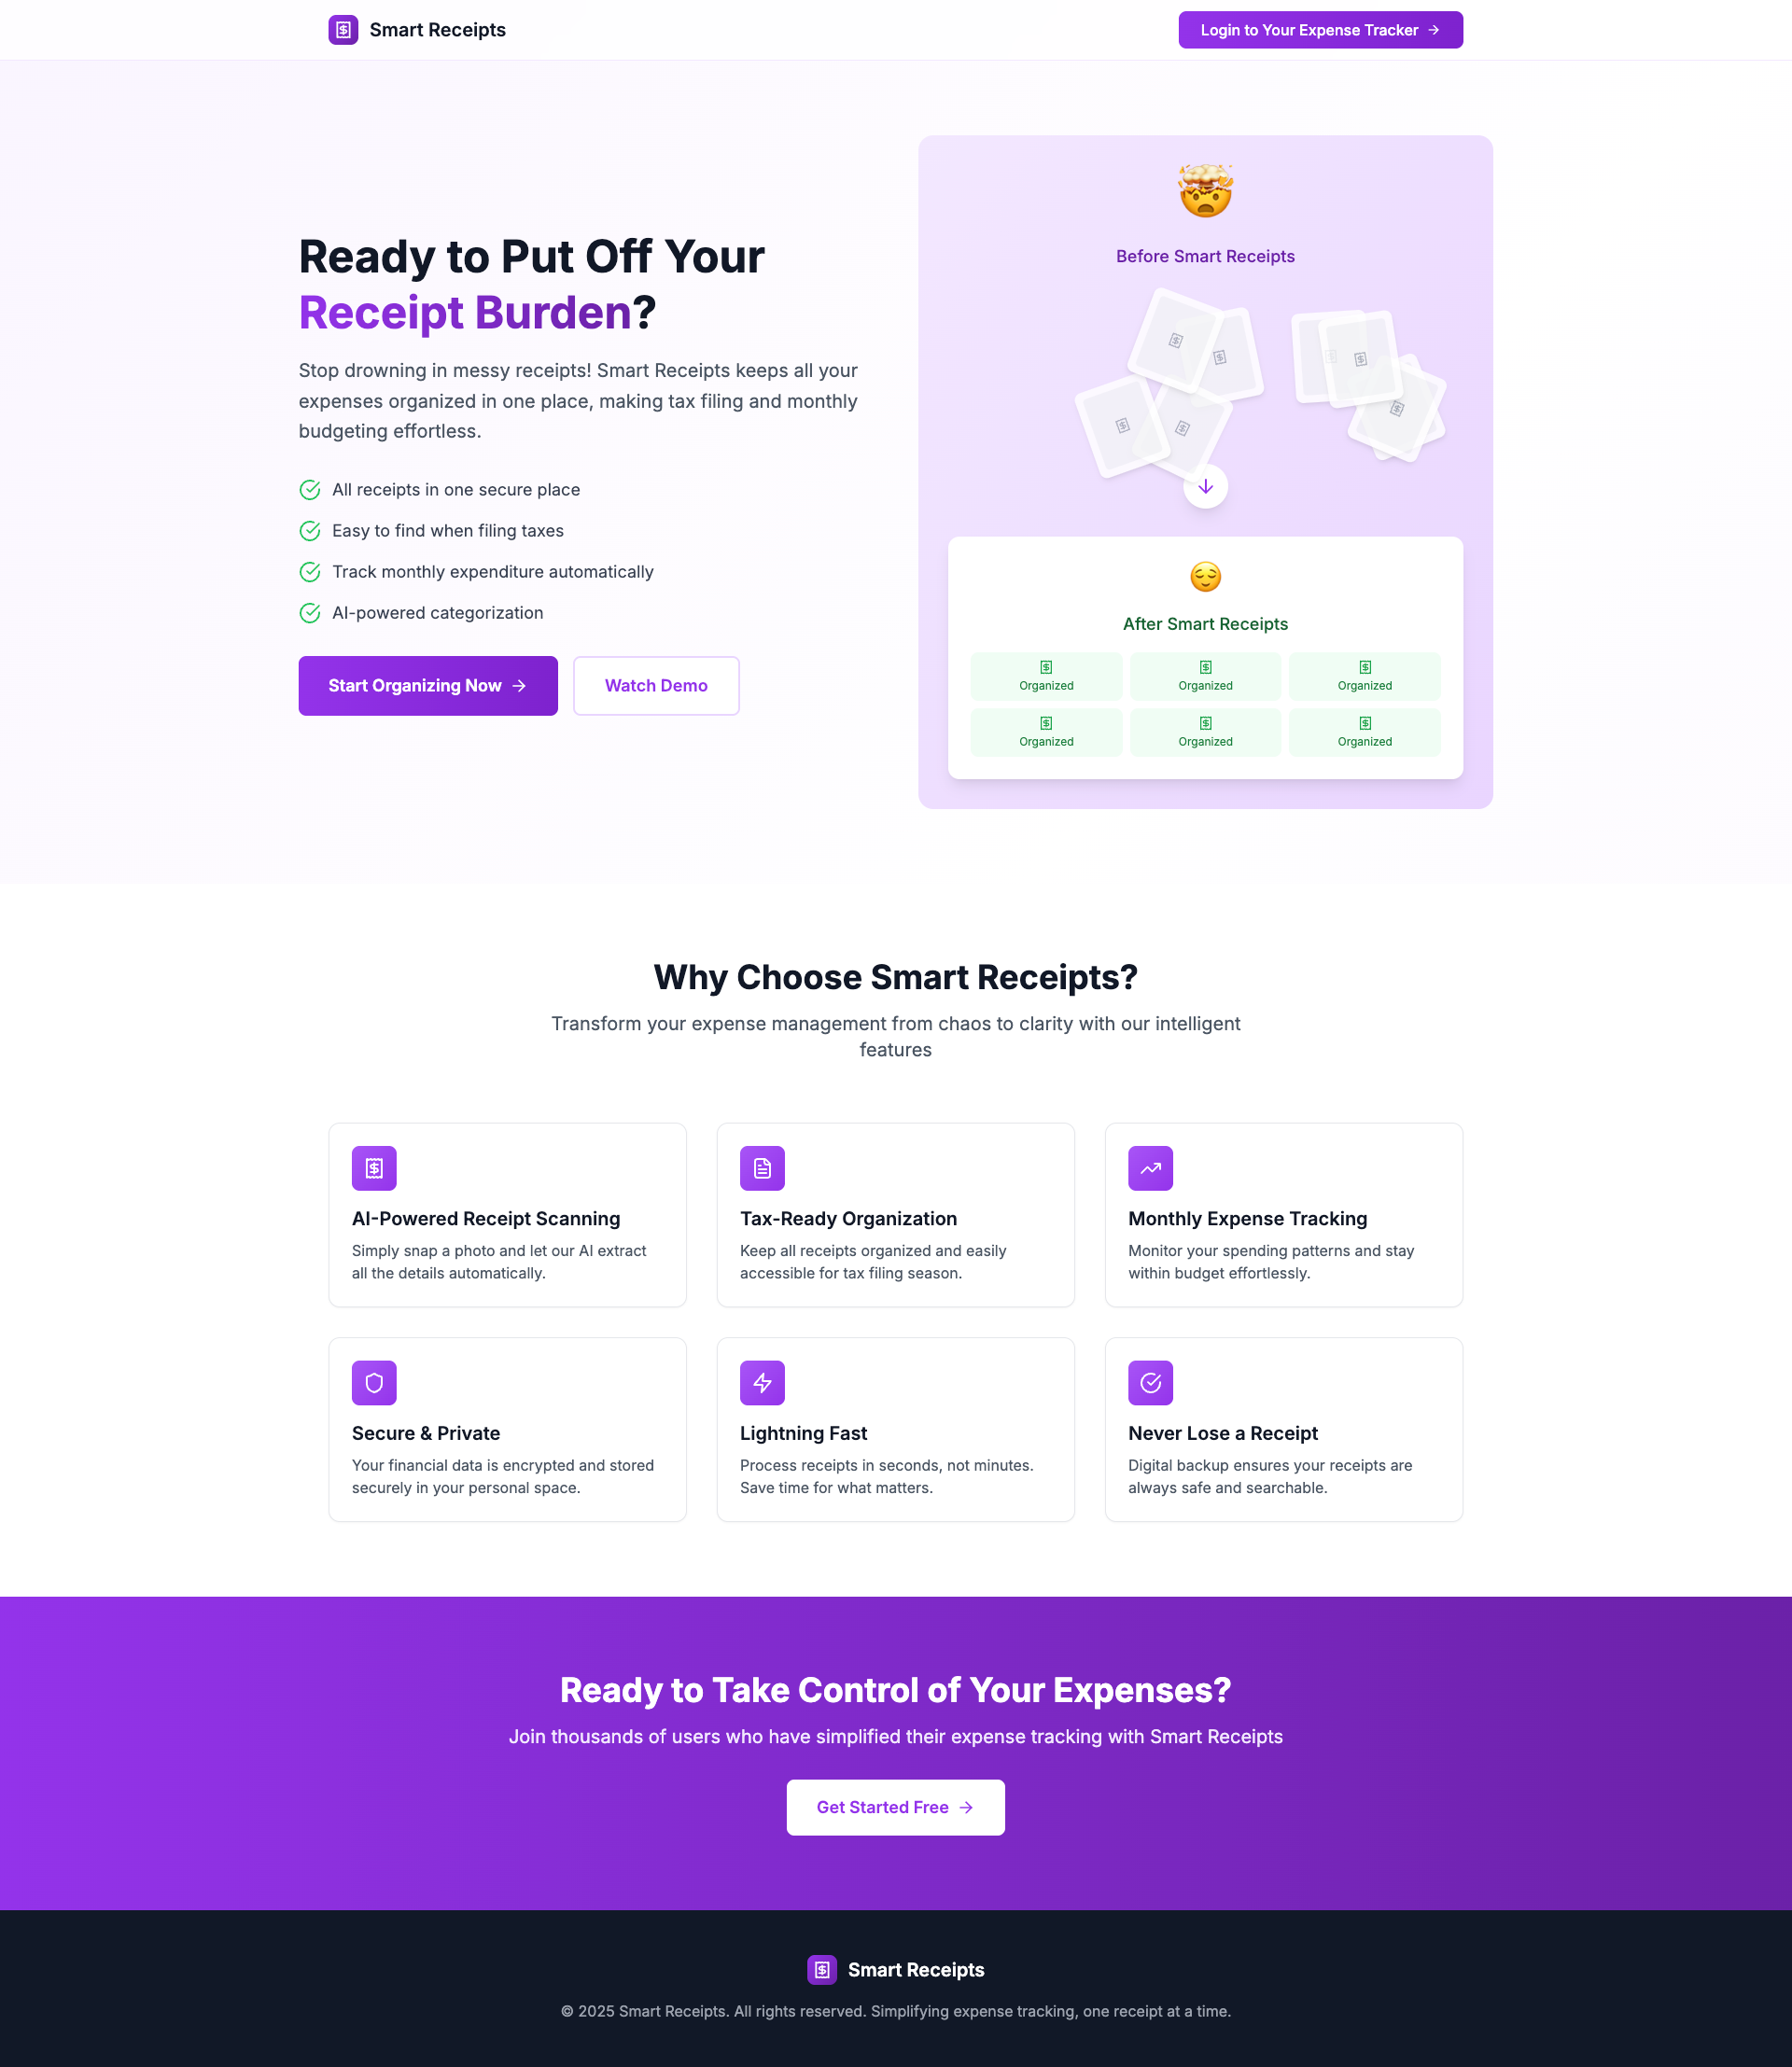 Smart Receipts
Login to Your Expense Tracker
Ready to Put Off Your
Receipt Burden?
Stop drowning in messy receipts! Smart Receipts keeps all your
expenses organized in one place, making tax filing and monthly
budgeting effortless.
All receipts in one secure place
Easy to find when filing taxes
Track monthly expenditure automatically
AI-powered categorization
Start Organizing Now
Watch Demo
Before Smart Receipts
After Smart Receipts
Organized
Organized
Organized
Organized
Organized
Organized
Why Choose Smart Receipts?
Transform your expense management from chaos to clarity with our intelligent
features
AI-Powered Receipt Scanning
Simply snap a photo and let our AI extract
all the details automatically.
Tax-Ready Organization
Keep all receipts organized and easily
accessible for tax filing season.
Monthly Expense Tracking
Monitor your spending patterns and stay
within budget effortlessly.
Secure & Private
Your financial data is encrypted and stored
securely in your personal space.
Lightning Fast
Process receipts in seconds, not minutes.
Save time for what matters.
Never Lose a Receipt
Digital backup ensures your receipts are
always safe and searchable.
Ready to Take Control of Your Expenses?
Join thousands of users who have simplified their expense tracking with Smart Receipts
Get Started Free
Smart Receipts
© 2025 Smart Receipts. All rights reserved. Simplifying expense tracking, one receipt at a time.